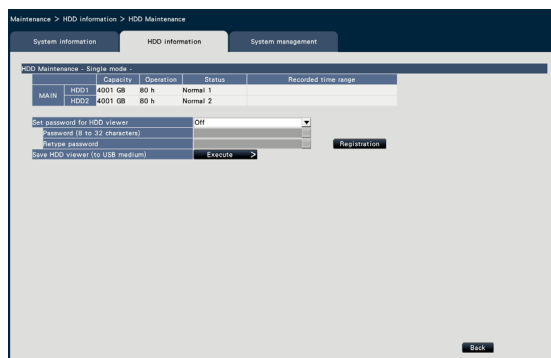 Maintenance > HDD information > HDD Maintenance
System information HDD information System management
HDD Maintenance - Single mode -
Capacity Operation Status Recorded time range
MAIN HDD1 4001 GB 80 h Normal 1
HDD2 4001 GB 80 h Normal 2
Set password for HDD viewer Off
Password (8 to 32 characters)
Retype password Registration
Save HDD viewer (to USB medium) Execute >
Back